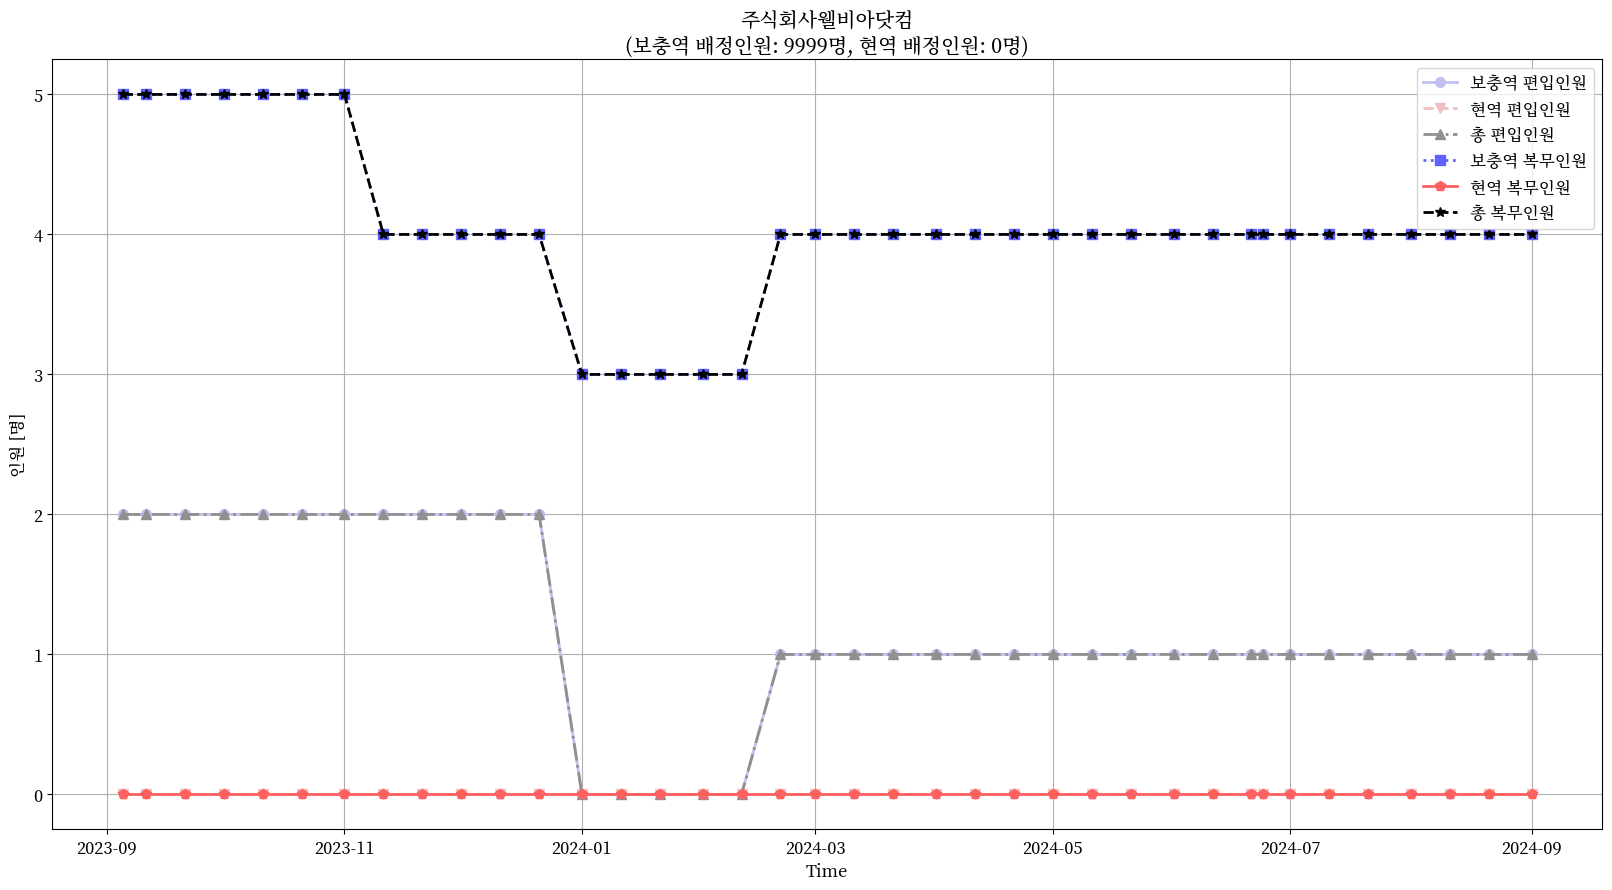 주식회사웰비아닷컴
(보충역 배정인원: 9999명, 현역 배정인원: 0명)
보충역 편입인원
현역 편입인원
총 편입인원
보충역 복무인원
현역 복무인원
총 복무인원
인원 [명]
5
4
3
2
1
0
2023-09
2023-11
2024-01
2024-03
2024-05
2024-07
2024-09
Time